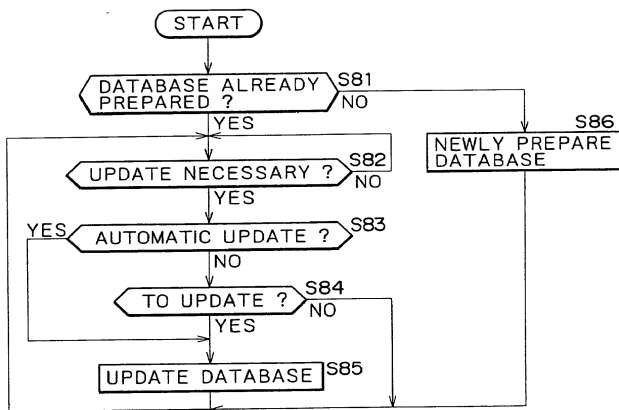 START
DATABASE ALREADY
PREPARED ?
S81
NO
YES
S86
NEWLY PREPARE
DATABASE
UPDATE NECESSARY ?
S82
NO
YES
YES
AUTOMATIC UPDATE ?
S83
NO
TO UPDATE ?
S84
NO
YES
UPDATE DATABASE
S85